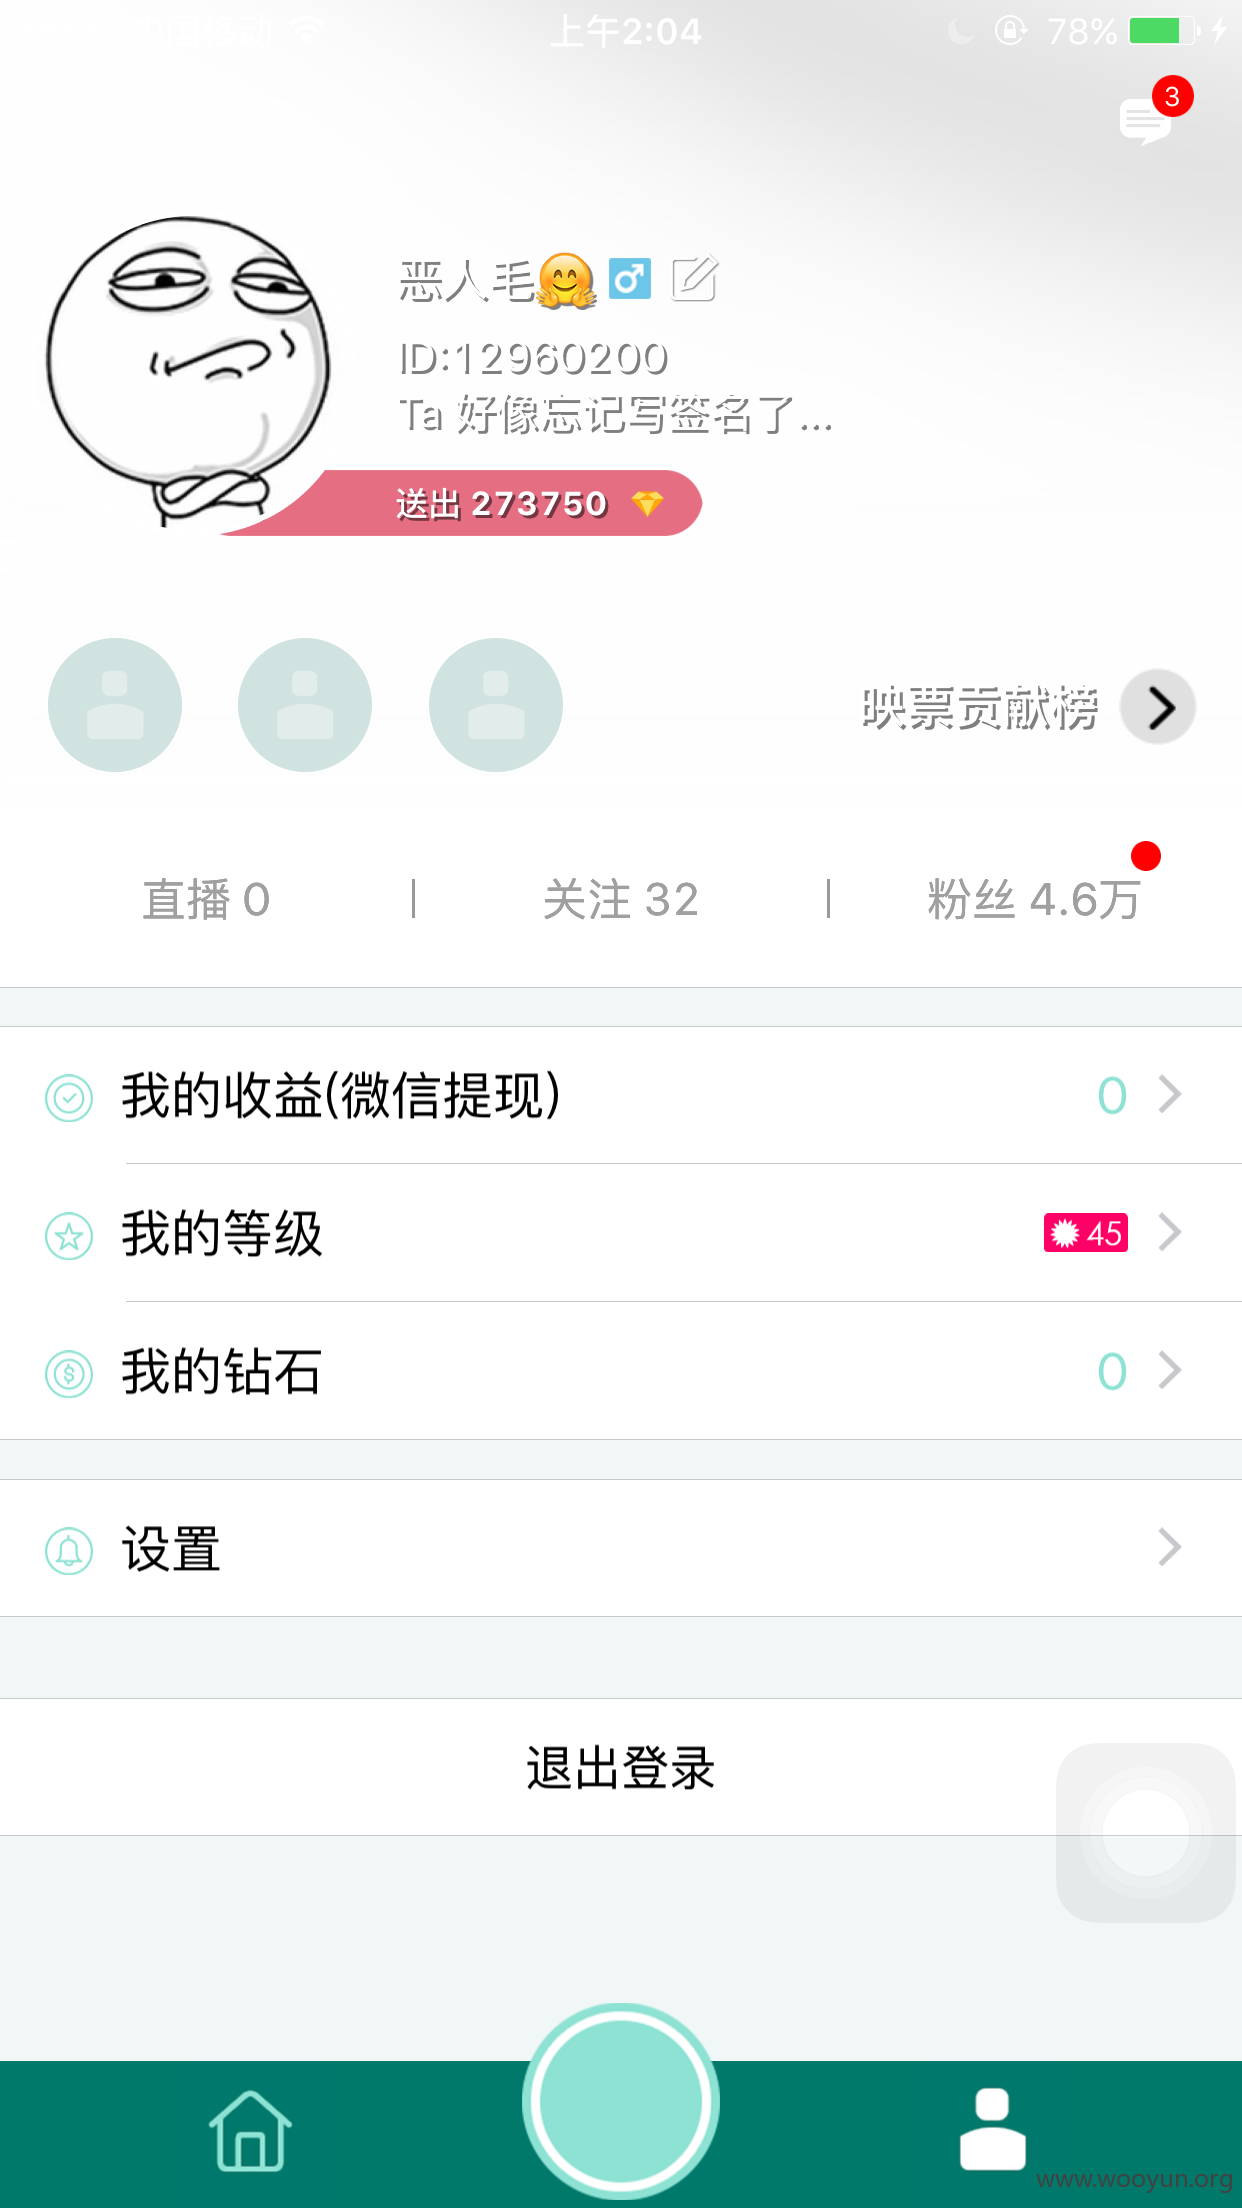 中国移动 上午2:04 78%
3
恶人毛🤗
ID:12960200
Ta 好像忘记写签名了...
送出 273750
映票贡献榜
直播 0 | 关注 32 | 粉丝 4.6万
我的收益(微信提现) 0
我的等级 45
我的钻石 0
设置
退出登录
www.wooyun.org